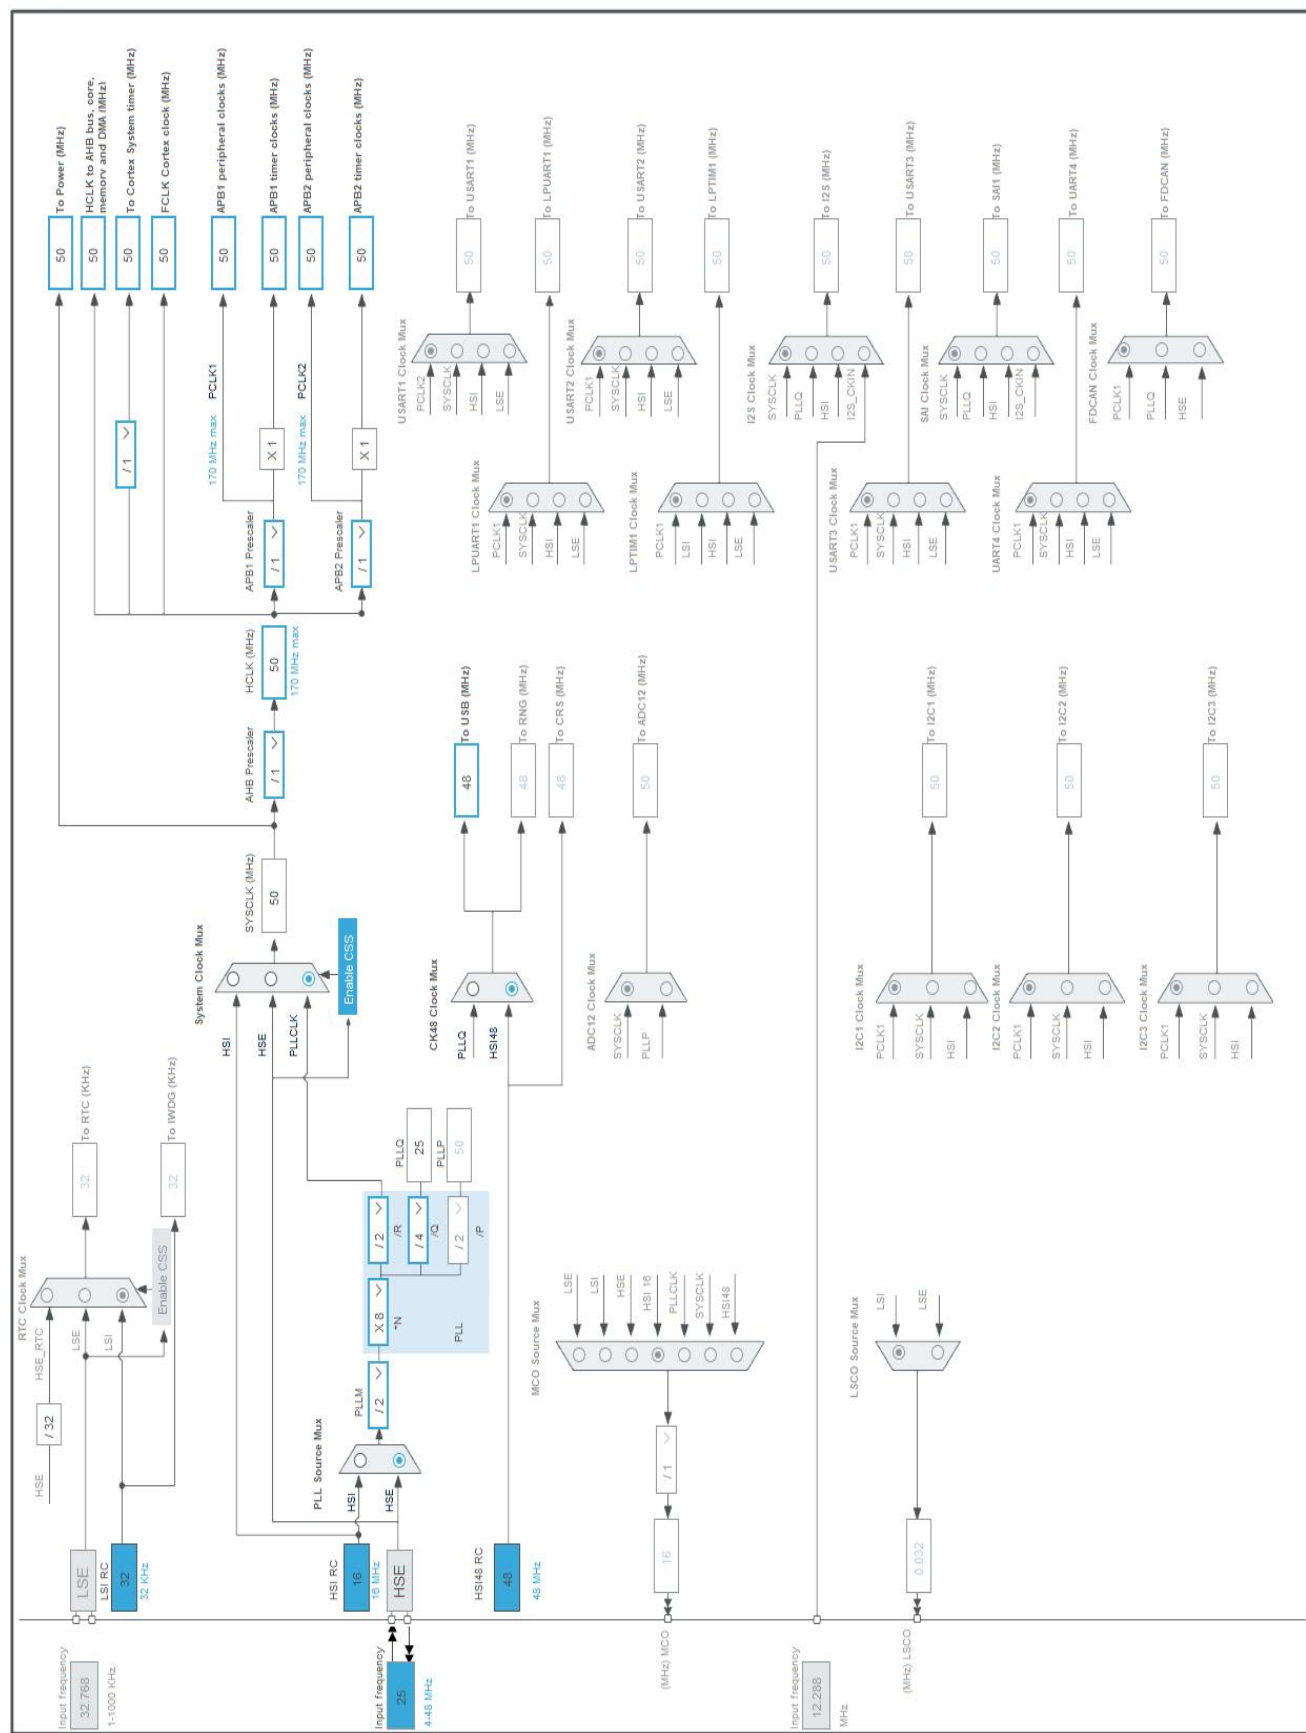 RTC Clock Mux
HSE
/ 32
HSE_RTC
32
To RTC (KHz)
Input frequency
32.768
1-1000 KHz
LSE
LSE
LSI RC
32
32 KHz
LSI
Enable CSS
32
To IWDG (KHz)
System Clock Mux
HSI
HSE
PLLCLK
Enable CSS
SYSCLK (MHz)
50
AHB Prescaler
/ 1
HCLK (MHz)
50
170 MHz max
50
To Power (MHz)
50
HCLK to AHB bus, core,
memory and DMA (MHz)
/ 1
50
To Cortex System timer (MHz)
50
FCLK Cortex clock (MHz)
APB1 Prescaler
/ 1
170 MHz max
PCLK1
50
APB1 peripheral clocks (MHz)
X 1
50
APB1 timer clocks (MHz)
APB2 Prescaler
/ 1
170 MHz max
PCLK2
50
APB2 peripheral clocks (MHz)
X 1
50
APB2 timer clocks (MHz)
PLL Source Mux
HSI RC
16
16 MHz
HSI
Input frequency
25
4-48 MHz
HSE
HSE
PLLM
/ 2
X 8
*N
PLL
/ 2
/R
/ 4
/Q
/ 2
/P
PLLQ
25
PLLP
50
HSI48 RC
48
48 MHz
CK48 Clock Mux
PLLQ
HSI48
48
To USB (MHz)
48
To RNG (MHz)
48
To CRS (MHz)
ADC12 Clock Mux
SYSCLK
PLLP
50
To ADC12 (MHz)
USART1 Clock Mux
PCLK2
SYSCLK
HSI
LSE
50
To USART1 (MHz)
LPUART1 Clock Mux
PCLK1
SYSCLK
HSI
LSE
50
To LPUART1 (MHz)
USART2 Clock Mux
PCLK1
SYSCLK
HSI
LSE
50
To USART2 (MHz)
LPTIM1 Clock Mux
PCLK1
LSI
HSI
LSE
50
To LPTIM1 (MHz)
I2S Clock Mux
SYSCLK
PLLQ
HSI
I2S_CKIN
50
To I2S (MHz)
USART3 Clock Mux
PCLK1
SYSCLK
HSI
LSE
50
To USART3 (MHz)
SAI Clock Mux
SYSCLK
PLLQ
HSI
I2S_CKIN
50
To SAI1 (MHz)
UART4 Clock Mux
PCLK1
SYSCLK
HSI
LSE
50
To UART4 (MHz)
FDCAN Clock Mux
PCLK1
PLLQ
HSE
50
To FDCAN (MHz)
MCO Source Mux
LSE
LSI
HSE
HSI 16
PLLCLK
SYSCLK
HSI48
/ 1
16
(MHz) MCO
Input frequency
12.288
MHz
LSCO Source Mux
LSI
LSE
0.032
(MHz) LSCO
I2C1 Clock Mux
PCLK1
SYSCLK
HSI
50
To I2C1 (MHz)
I2C2 Clock Mux
PCLK1
SYSCLK
HSI
50
To I2C2 (MHz)
I2C3 Clock Mux
PCLK1
SYSCLK
HSI
50
To I2C3 (MHz)